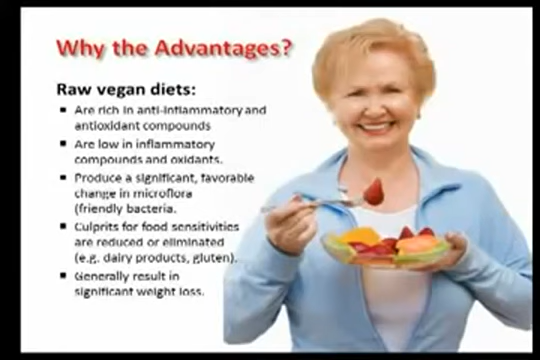 Why the Advantages?
Raw vegan diets:
▪ Are rich in anti-inflammatory and
antioxidant compounds
▪ Are low in inflammatory
compounds and oxidants.
▪ Produce a significant, favorable
change in microflora
(friendly bacteria.
▪ Culprits for food sensitivities
are reduced or eliminated
(e.g. dairy products, gluten).
▪ Generally result in
significant weight loss.